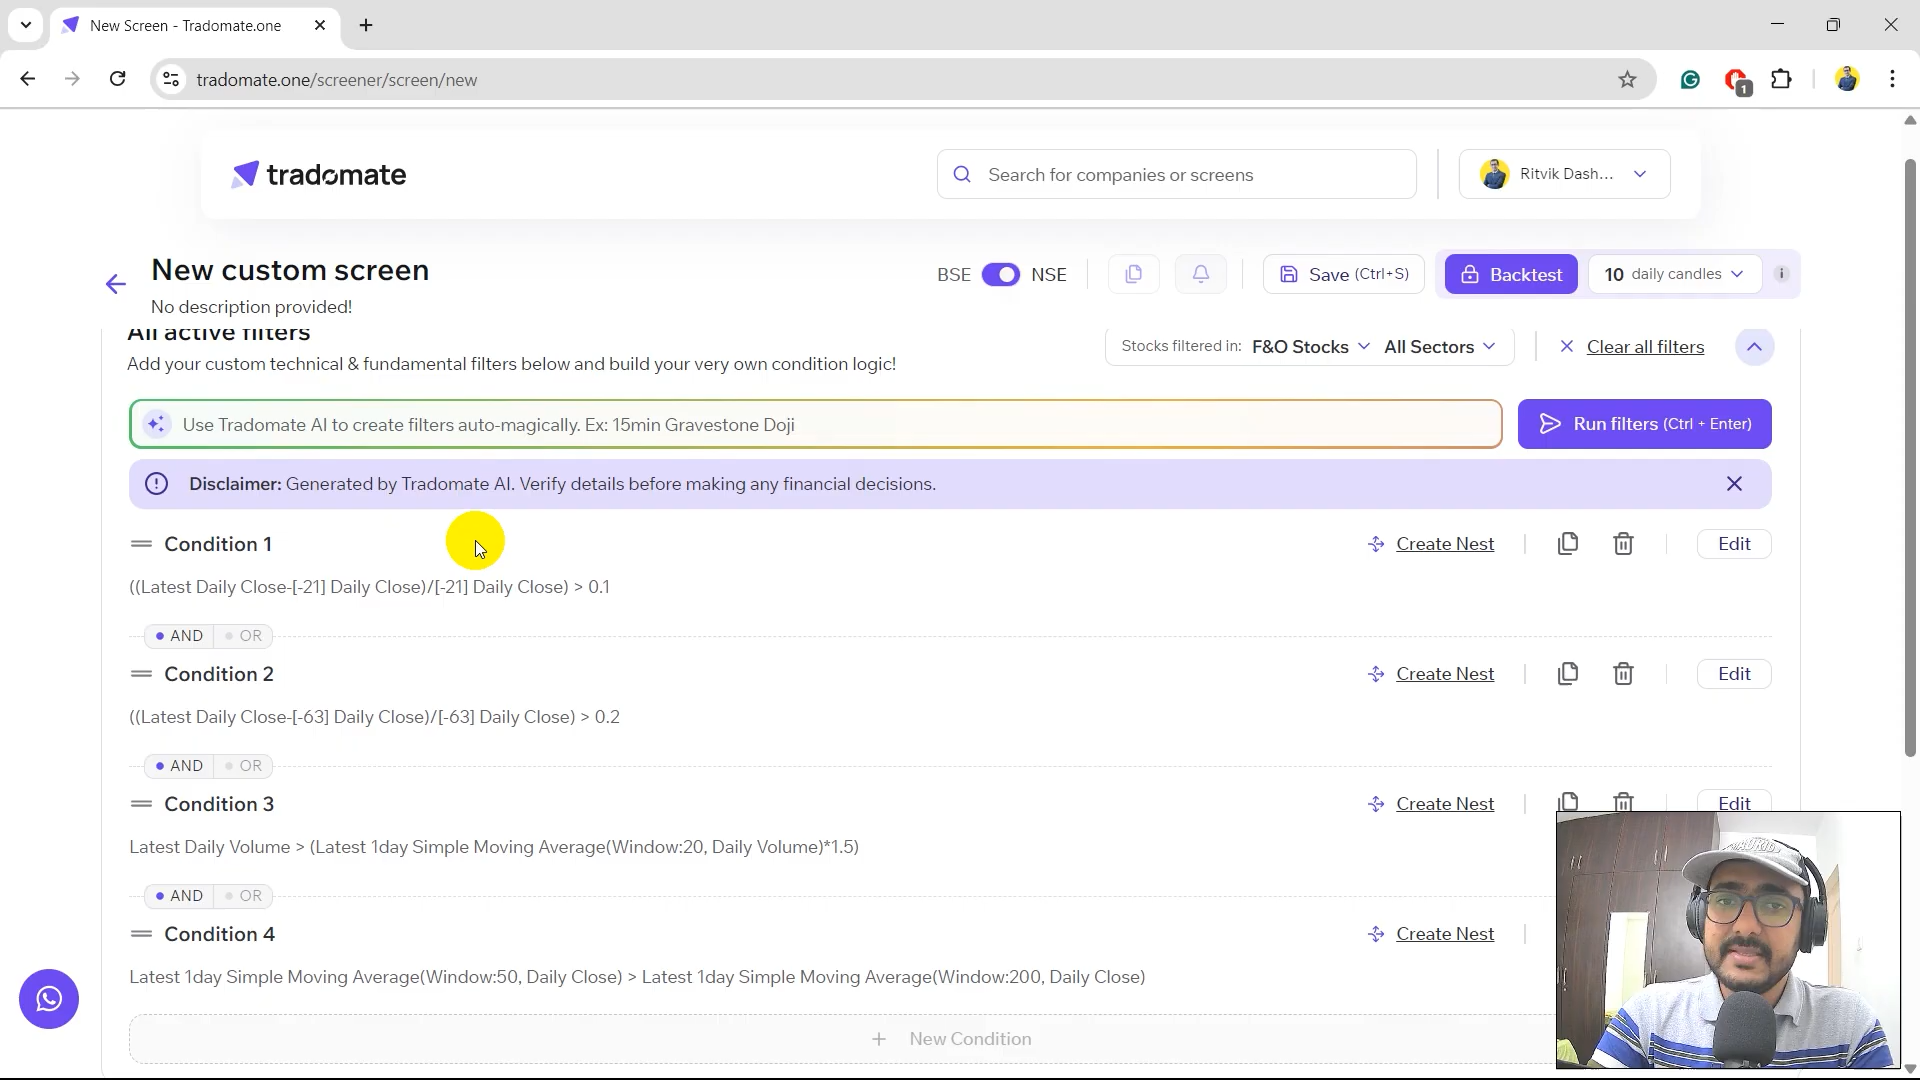 New Screen - Tradomate.one
tradomate.one/screener/screen/new
1
tradomate
Search for companies or screens
Ritvik Dash...
New custom screen
No description provided!
BSE NSE
Save (Ctrl+S)
Backtest
10 daily candles
All active filters
Add your custom technical & fundamental filters below and build your very own condition logic!
Stocks filtered in: F&O Stocks All Sectors
Clear all filters
Use Tradomate AI to create filters auto-magically. Ex: 15min Gravestone Doji
Run filters (Ctrl + Enter)
Disclaimer: Generated by Tradomate AI. Verify details before making any financial decisions.
Condition 1 Create Nest Edit
((Latest Daily Close-[-21] Daily Close)/[-21] Daily Close) > 0.1
AND OR
Condition 2 Create Nest Edit
((Latest Daily Close-[-63] Daily Close)/[-63] Daily Close) > 0.2
AND OR
Condition 3 Create Nest Edit
Latest Daily Volume > (Latest 1day Simple Moving Average(Window:20, Daily Volume)*1.5)
AND OR
Condition 4 Create Nest
Latest 1day Simple Moving Average(Window:50, Daily Close) > Latest 1day Simple Moving Average(Window:200, Daily Close)
+ New Condition